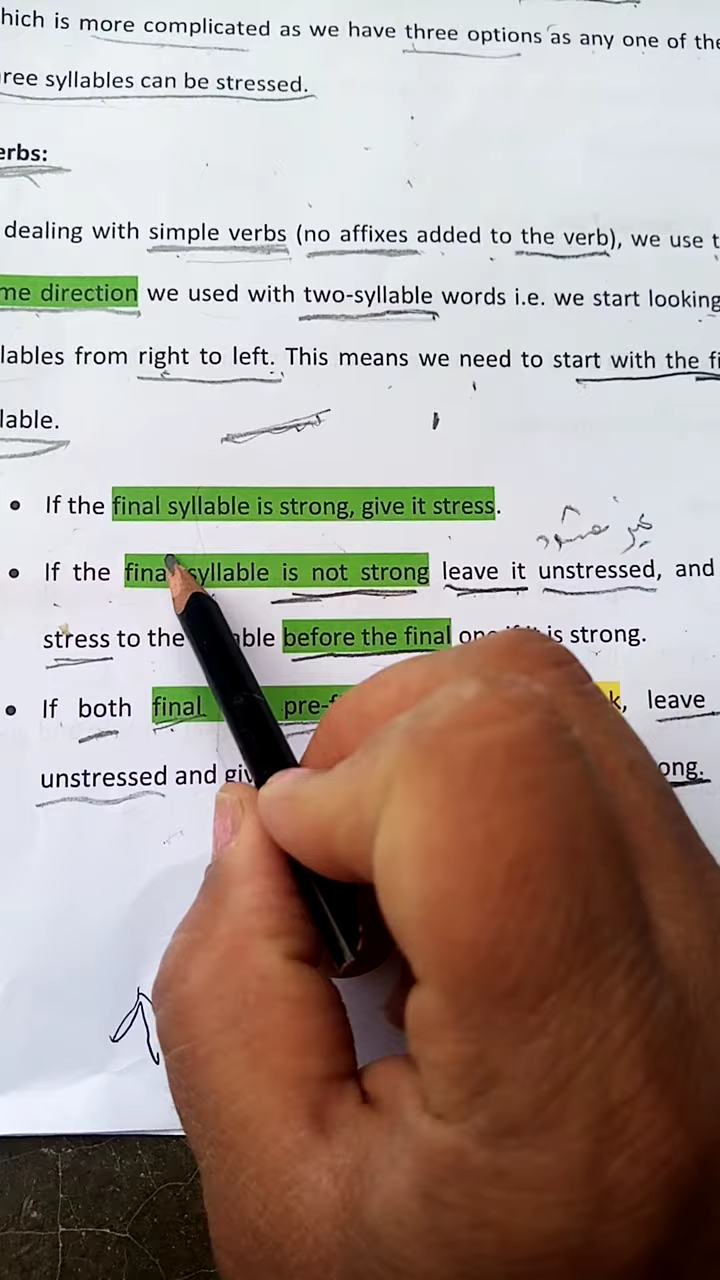 hich is more complicated as we have three options as any one of the
ree syllables can be stressed.
erbs:
dealing with simple verbs (no affixes added to the verb), we use t
me direction we used with two-syllable words i.e. we start looking
lables from right to left. This means we need to start with the fi
lable.
• If the final syllable is strong, give it stress.
• If the final syllable is not strong leave it unstressed, and
stress to the before the final is strong.
• If both final pre- k, leave
unstressed and giv ong.